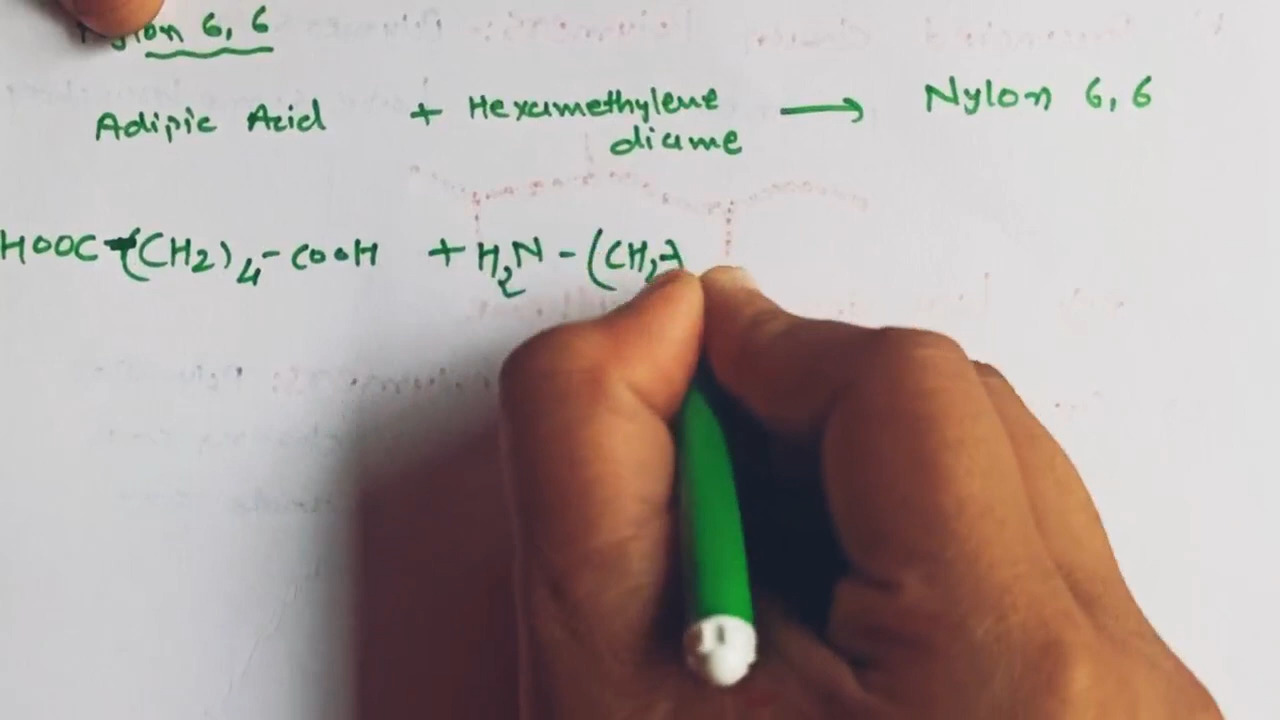 Nylon 6, 6
Adipic Acid + Hexamethylene ⟶ Nylon 6, 6
diame
HOOC-(CH2)4-COOH + H2N-(CH2)